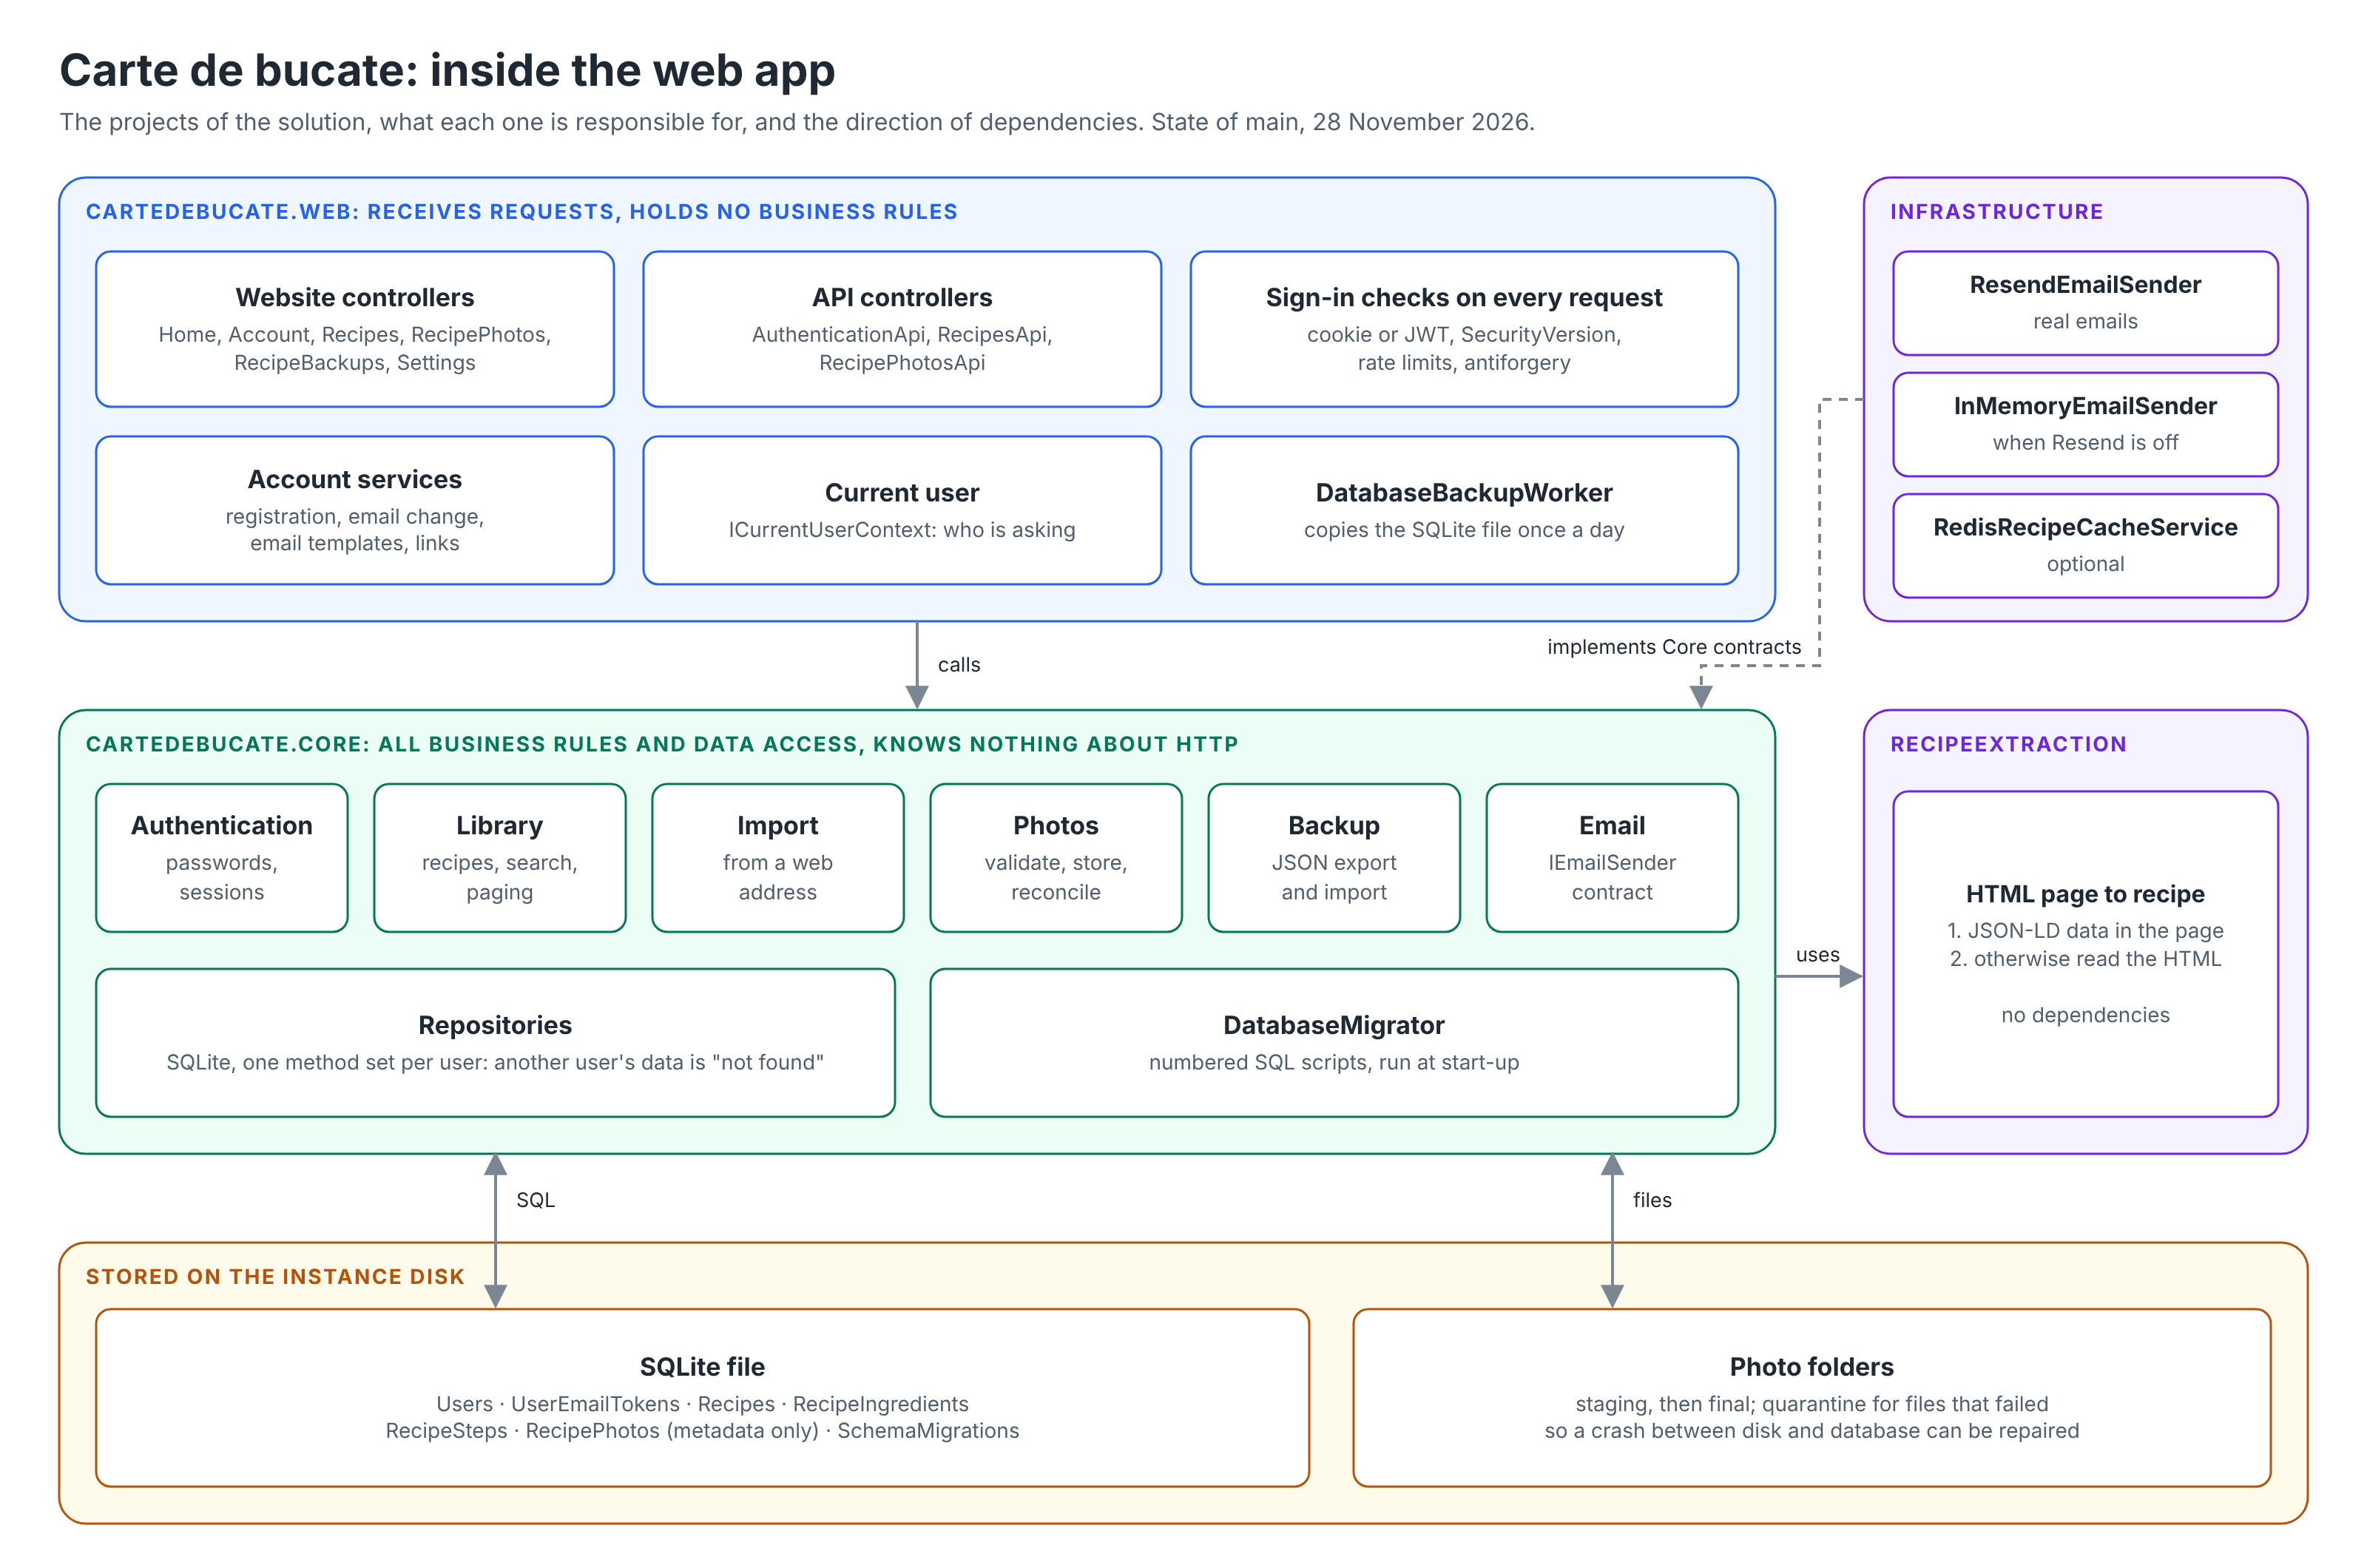 Carte de bucate: inside the web app
The projects of the solution, what each one is responsible for, and the direction of dependencies. State of main, 28 November 2026.
CARTEDEBUCATE.WEB: RECEIVES REQUESTS, HOLDS NO BUSINESS RULES
Website controllers
Home, Account, Recipes, RecipePhotos,
RecipeBackups, Settings
API controllers
AuthenticationApi, RecipesApi,
RecipePhotosApi
Sign-in checks on every request
cookie or JWT, SecurityVersion,
rate limits, antiforgery
Account services
registration, email change,
email templates, links
Current user
ICurrentUserContext: who is asking
DatabaseBackupWorker
copies the SQLite file once a day
INFRASTRUCTURE
ResendEmailSender
real emails
InMemoryEmailSender
when Resend is off
RedisRecipeCacheService
optional
calls
implements Core contracts
CARTEDEBUCATE.CORE: ALL BUSINESS RULES AND DATA ACCESS, KNOWS NOTHING ABOUT HTTP
Authentication
passwords,
sessions
Library
recipes, search,
paging
Import
from a web
address
Photos
validate, store,
reconcile
Backup
JSON export
and import
Email
IEmailSender
contract
Repositories
SQLite, one method set per user: another user's data is "not found"
DatabaseMigrator
numbered SQL scripts, run at start-up
uses
RECIPEEXTRACTION
HTML page to recipe
1. JSON-LD data in the page
2. otherwise read the HTML
no dependencies
SQL
files
STORED ON THE INSTANCE DISK
SQLite file
Users · UserEmailTokens · Recipes · RecipeIngredients
RecipeSteps · RecipePhotos (metadata only) · SchemaMigrations
Photo folders
staging, then final; quarantine for files that failed
so a crash between disk and database can be repaired